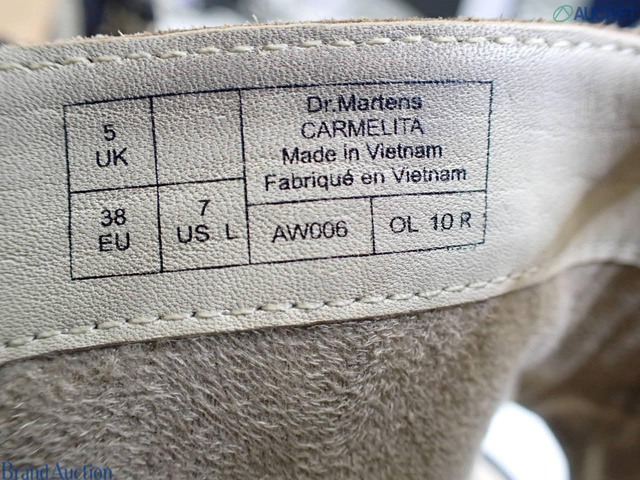 5
UK
38
EU
7
US L
Dr.Martens
CARMELITA
Made in Vietnam
Fabriqué en Vietnam
AW006
OL 10 R
Brand Auction